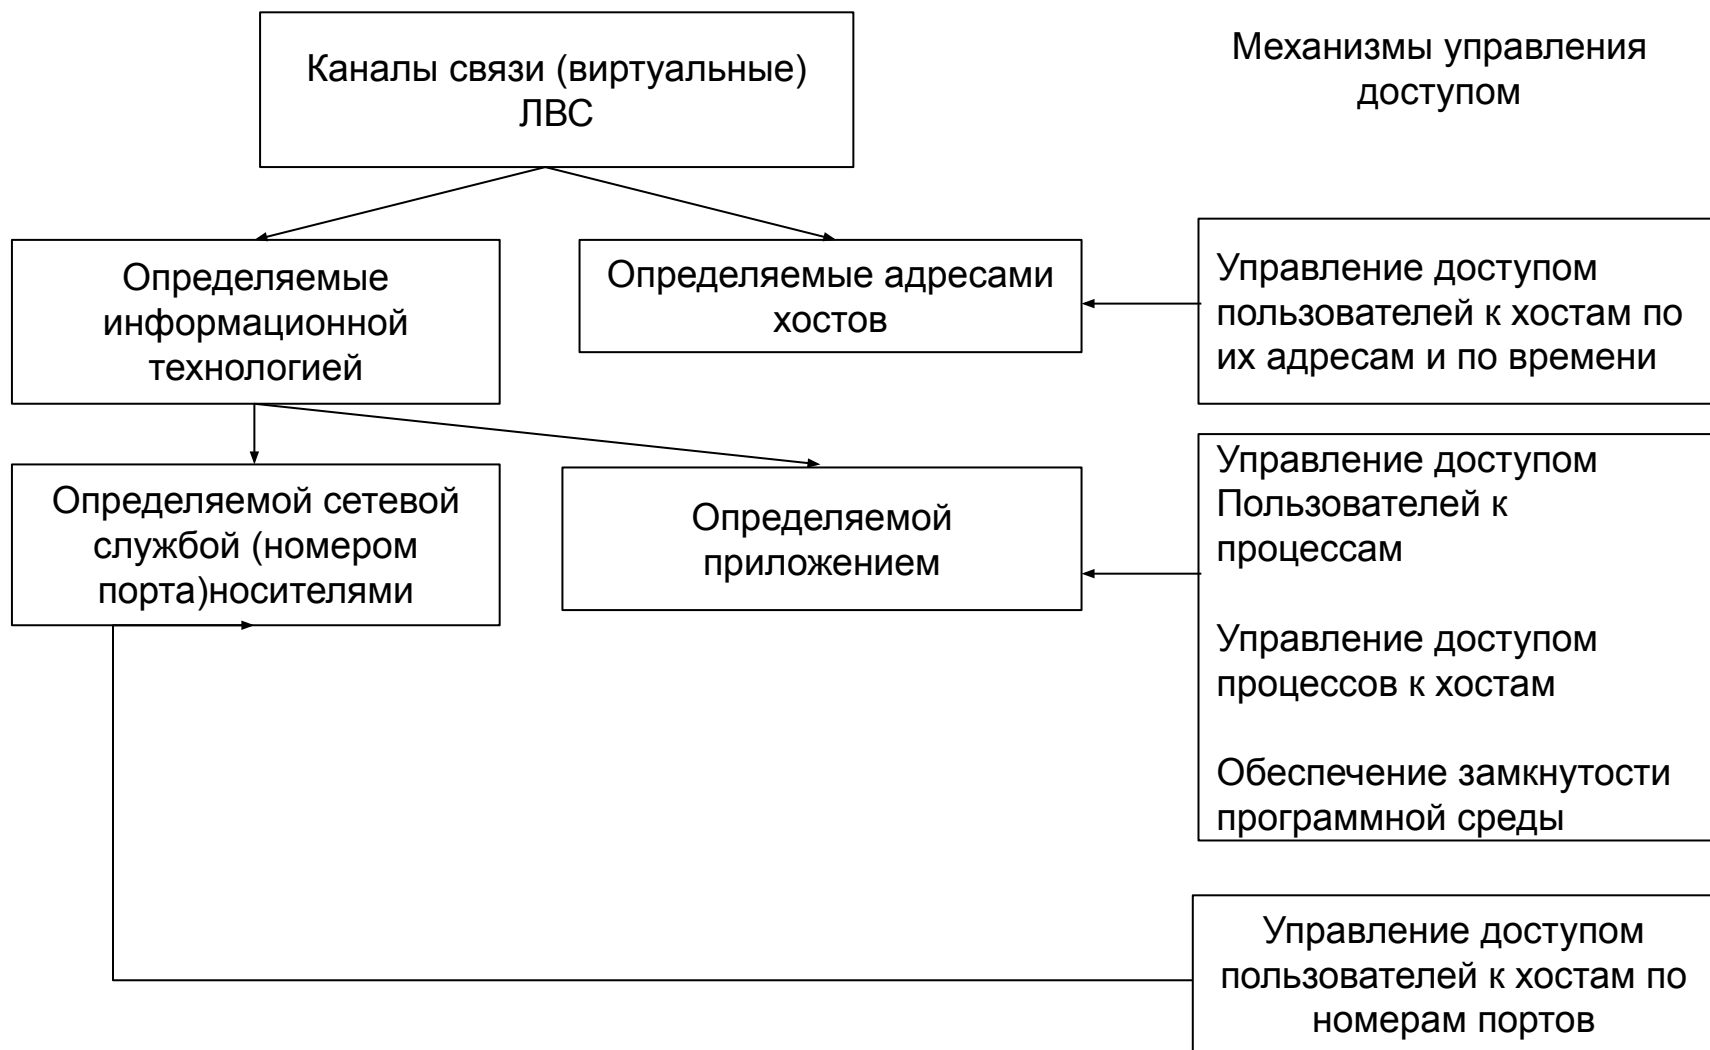 Каналы связи (виртуальные)
ЛВС
Механизмы управления
доступом
Определяемые
информационной
технологией
Определяемые адресами
хостов
Управление доступом
пользователей к хостам по
их адресам и по времени
Определяемой сетевой
службой (номером
порта)носителями
Определяемой
приложением
Управление доступом
Пользователей к
процессам
Управление доступом
процессов к хостам
Обеспечение замкнутости
программной среды
Управление доступом
пользователей к хостам по
номерам портов